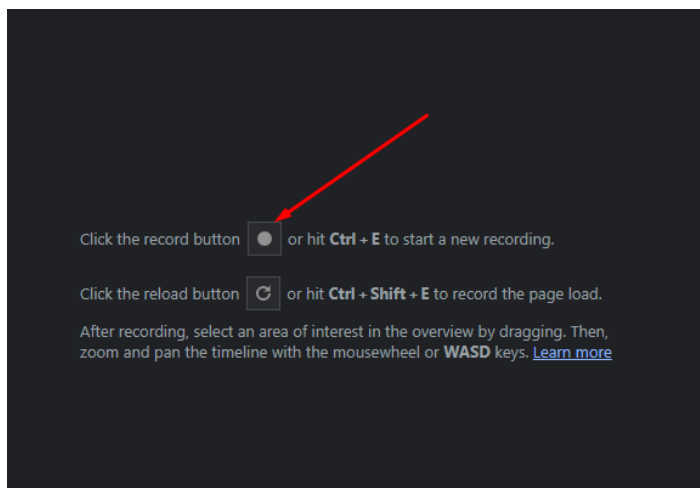 Click the record button or hit Ctrl + E to start a new recording.
Click the reload button or hit Ctrl + Shift + E to record the page load.
After recording, select an area of interest in the overview by dragging. Then,
zoom and pan the timeline with the mousewheel or WASD keys. Learn more